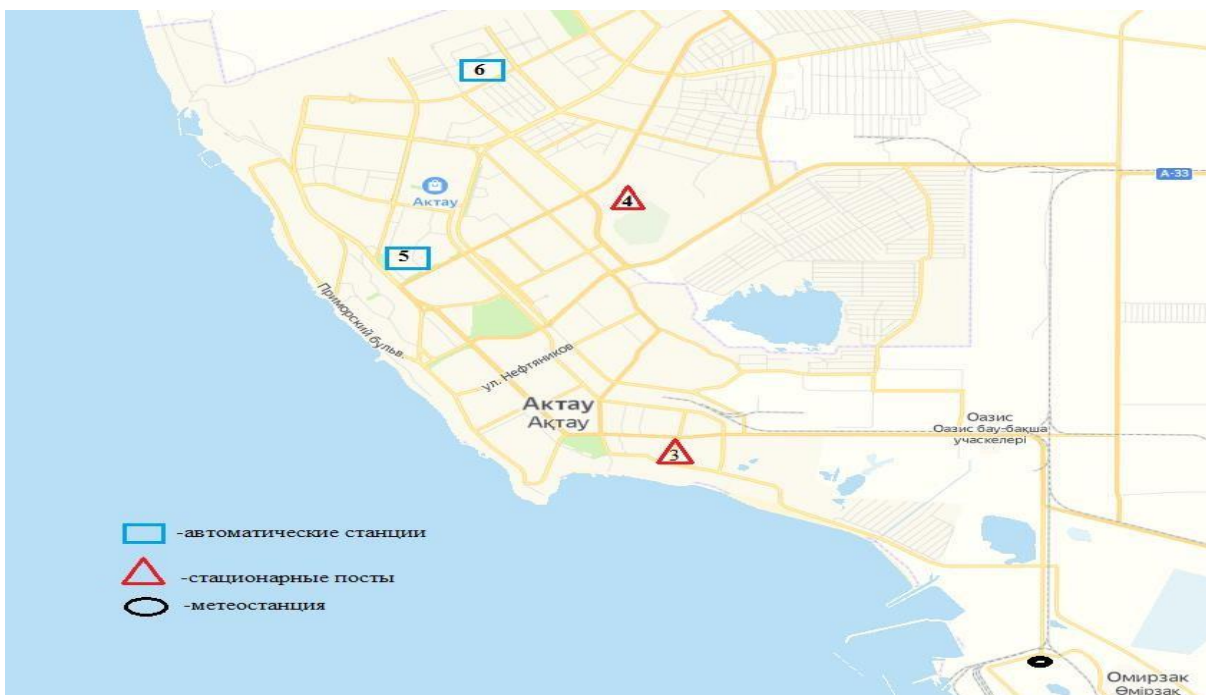 6
4
А-33
Актау
5
Приморский бульв.
ул. Нефтяников
Актау
Ақтау
Оазис
Оазис бау-бақша
учаскелері
3
-автоматические станции
-стационарные посты
-метеостанция
Омирзак
Өмірзақ